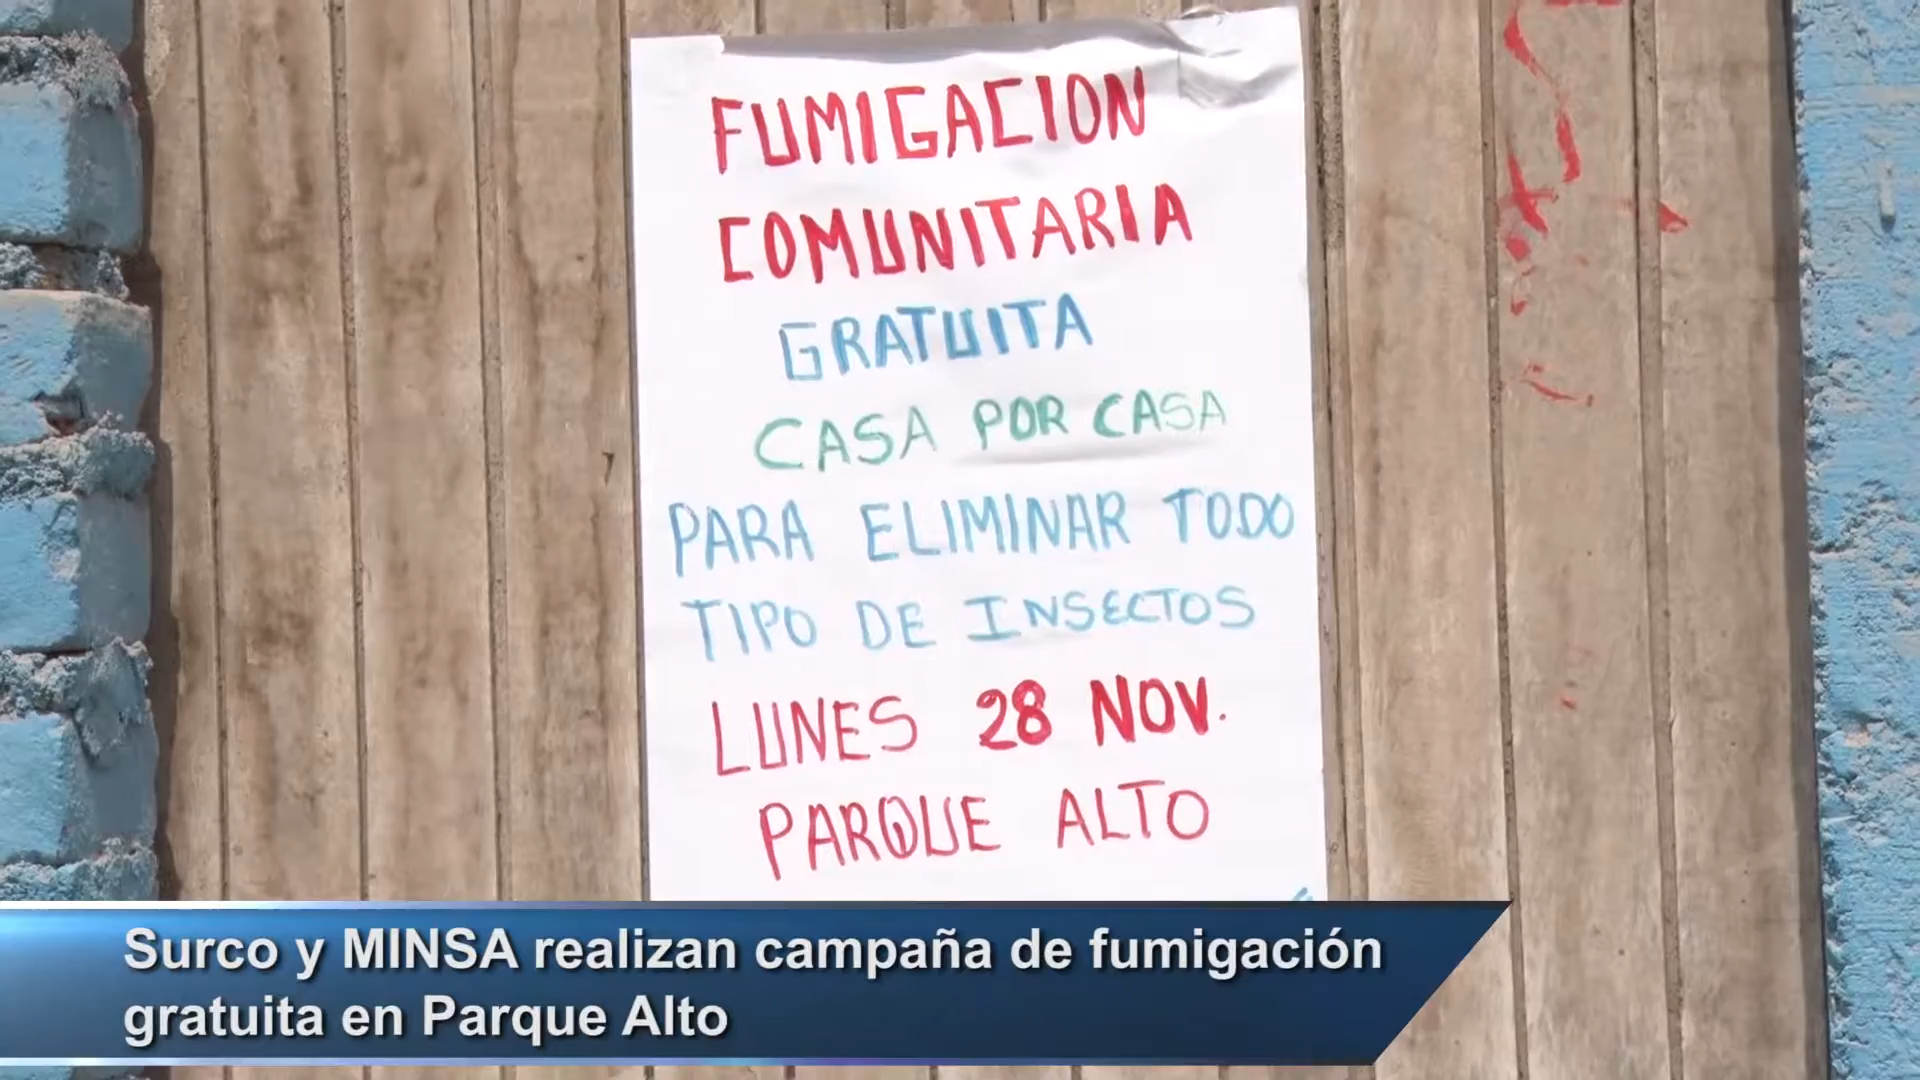 FUMIGACION
COMUNITARIA
GRATUITA
CASA POR CASA
PARA ELIMINAR TODO
TIPO DE INSECTOS
LUNES 28 NOV.
PARQUE ALTO
Surco y MINSA realizan campaña de fumigación
gratuita en Parque Alto